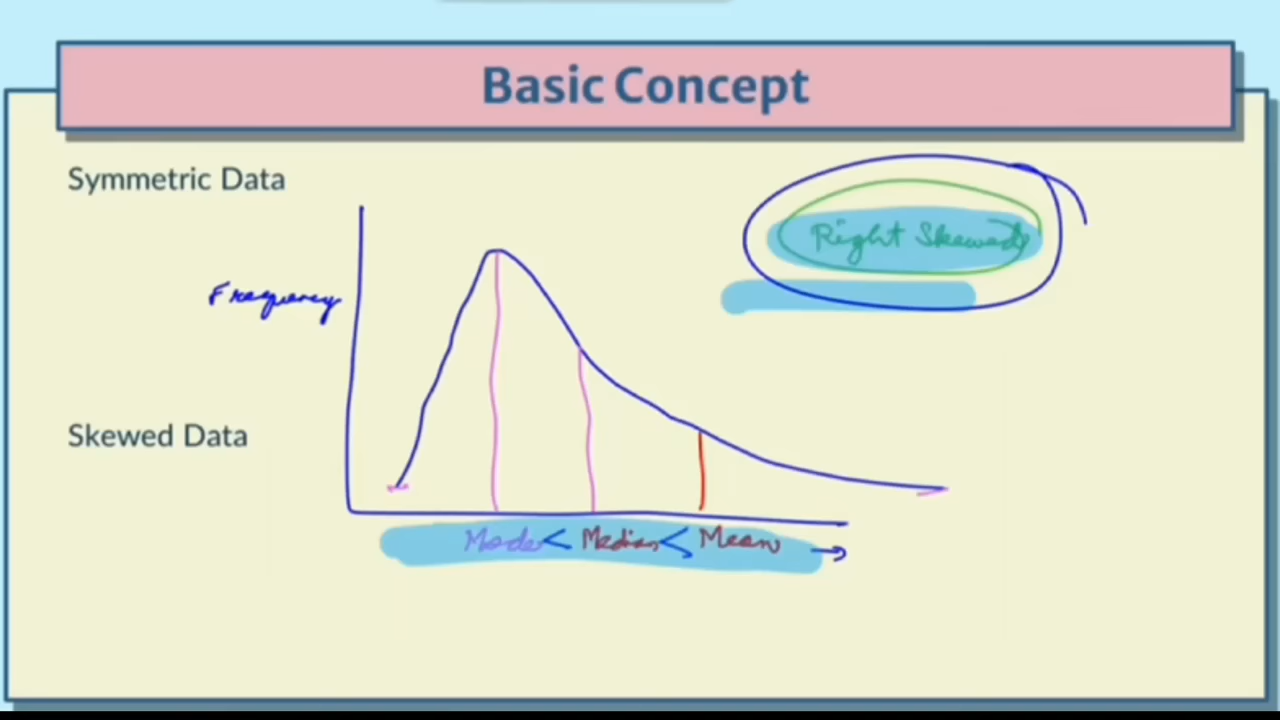 Basic Concept
Symmetric Data
Right Skewed
Frequency
Skewed Data
Mode < Median < Mean